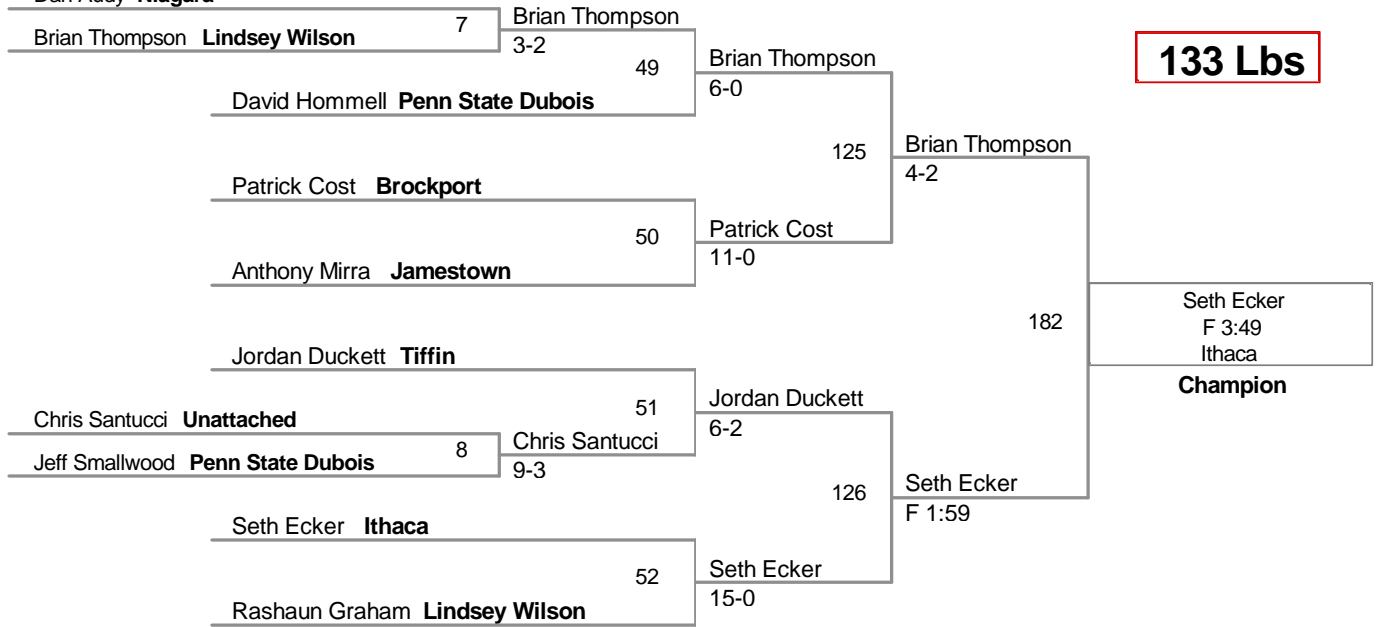 Niagara
7
Brian Thompson
Brian Thompson Lindsey Wilson
3-2
133 Lbs
49
Brian Thompson
6-0
David Hommell Penn State Dubois
125
Brian Thompson
4-2
Patrick Cost Brockport
50
Patrick Cost
11-0
Anthony Mirra Jamestown
182
Seth Ecker
F 3:49
Ithaca
Champion
Jordan Duckett Tiffin
51
Jordan Duckett
6-2
Chris Santucci Unattached
8
Chris Santucci
9-3
Jeff Smallwood Penn State Dubois
126
Seth Ecker
F 1:59
Seth Ecker Ithaca
52
Seth Ecker
15-0
Rashaun Graham Lindsey Wilson